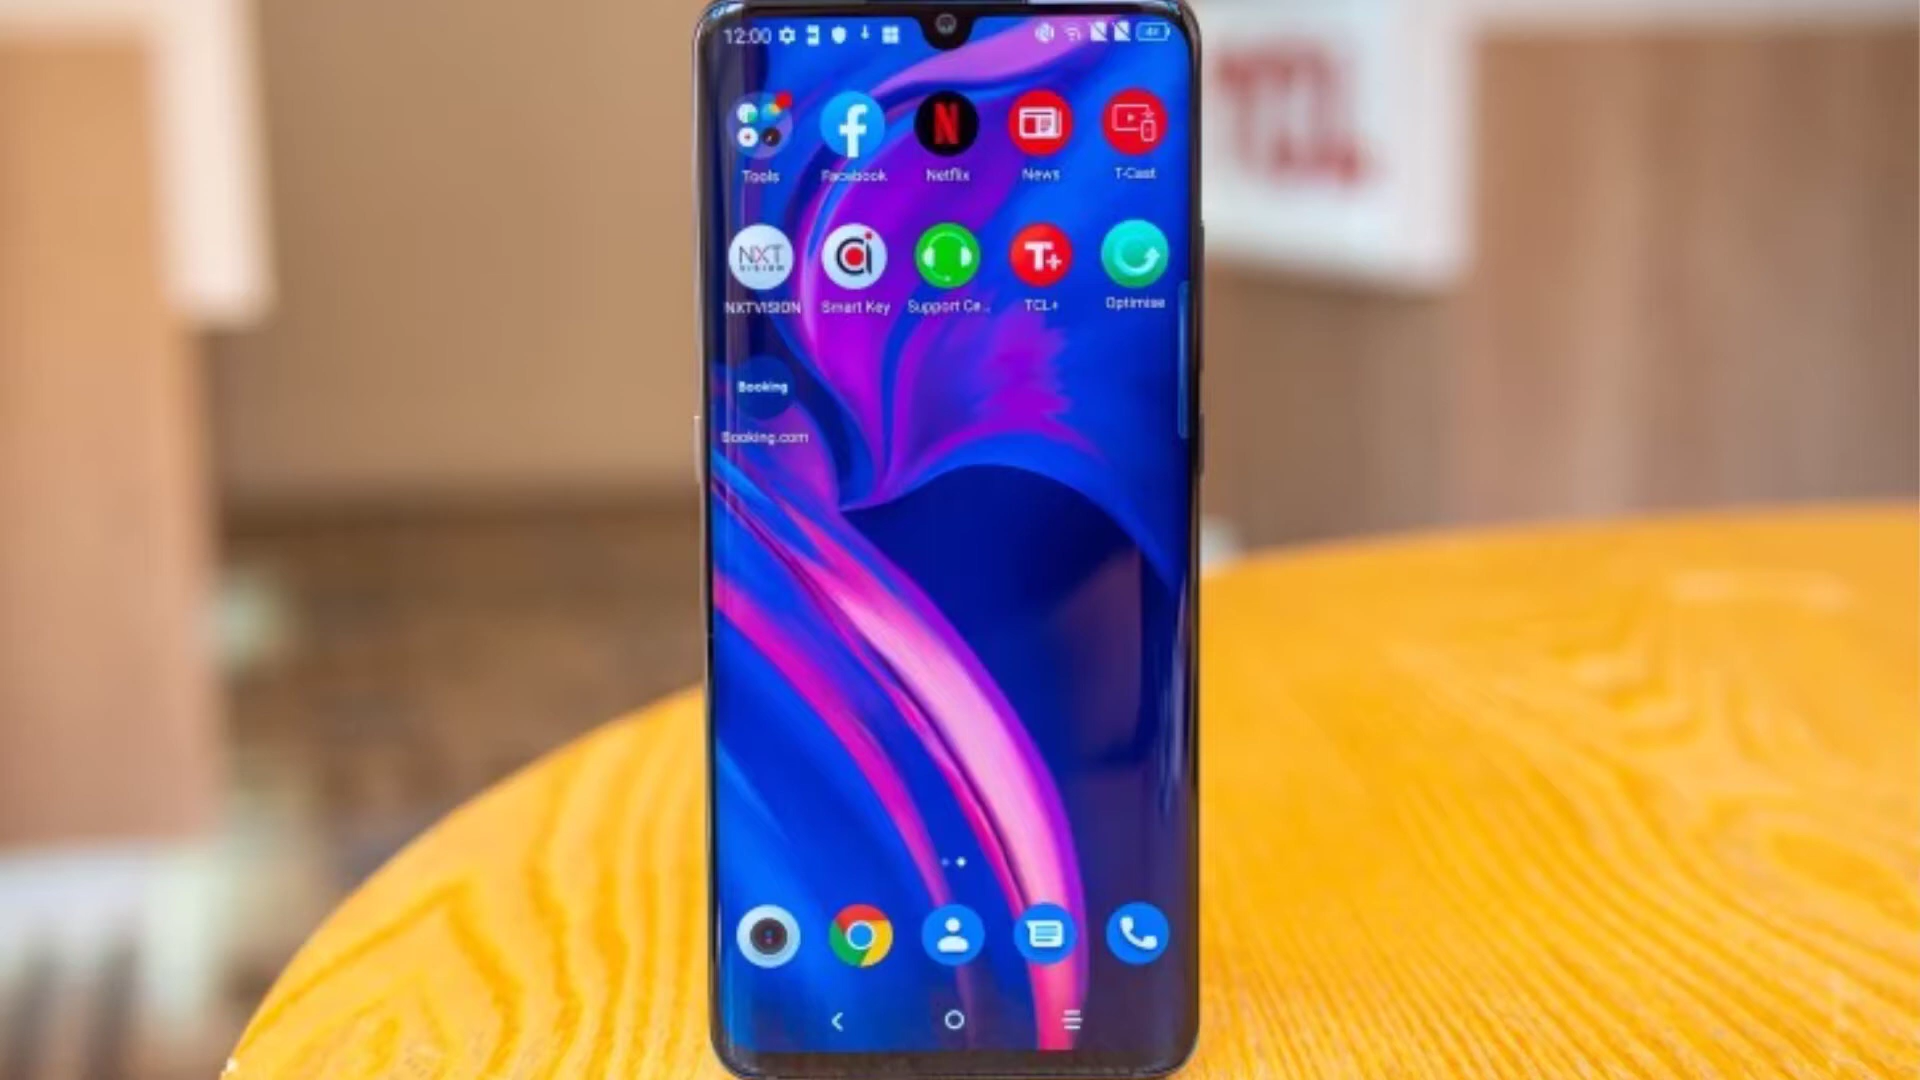 12:00
Tools Facebook Netflix News T-Cast
NXT
VISION
NXTVISION Smart Key Support Ce... TCL+ Optimise
T+
Booking
Booking.com
TCL